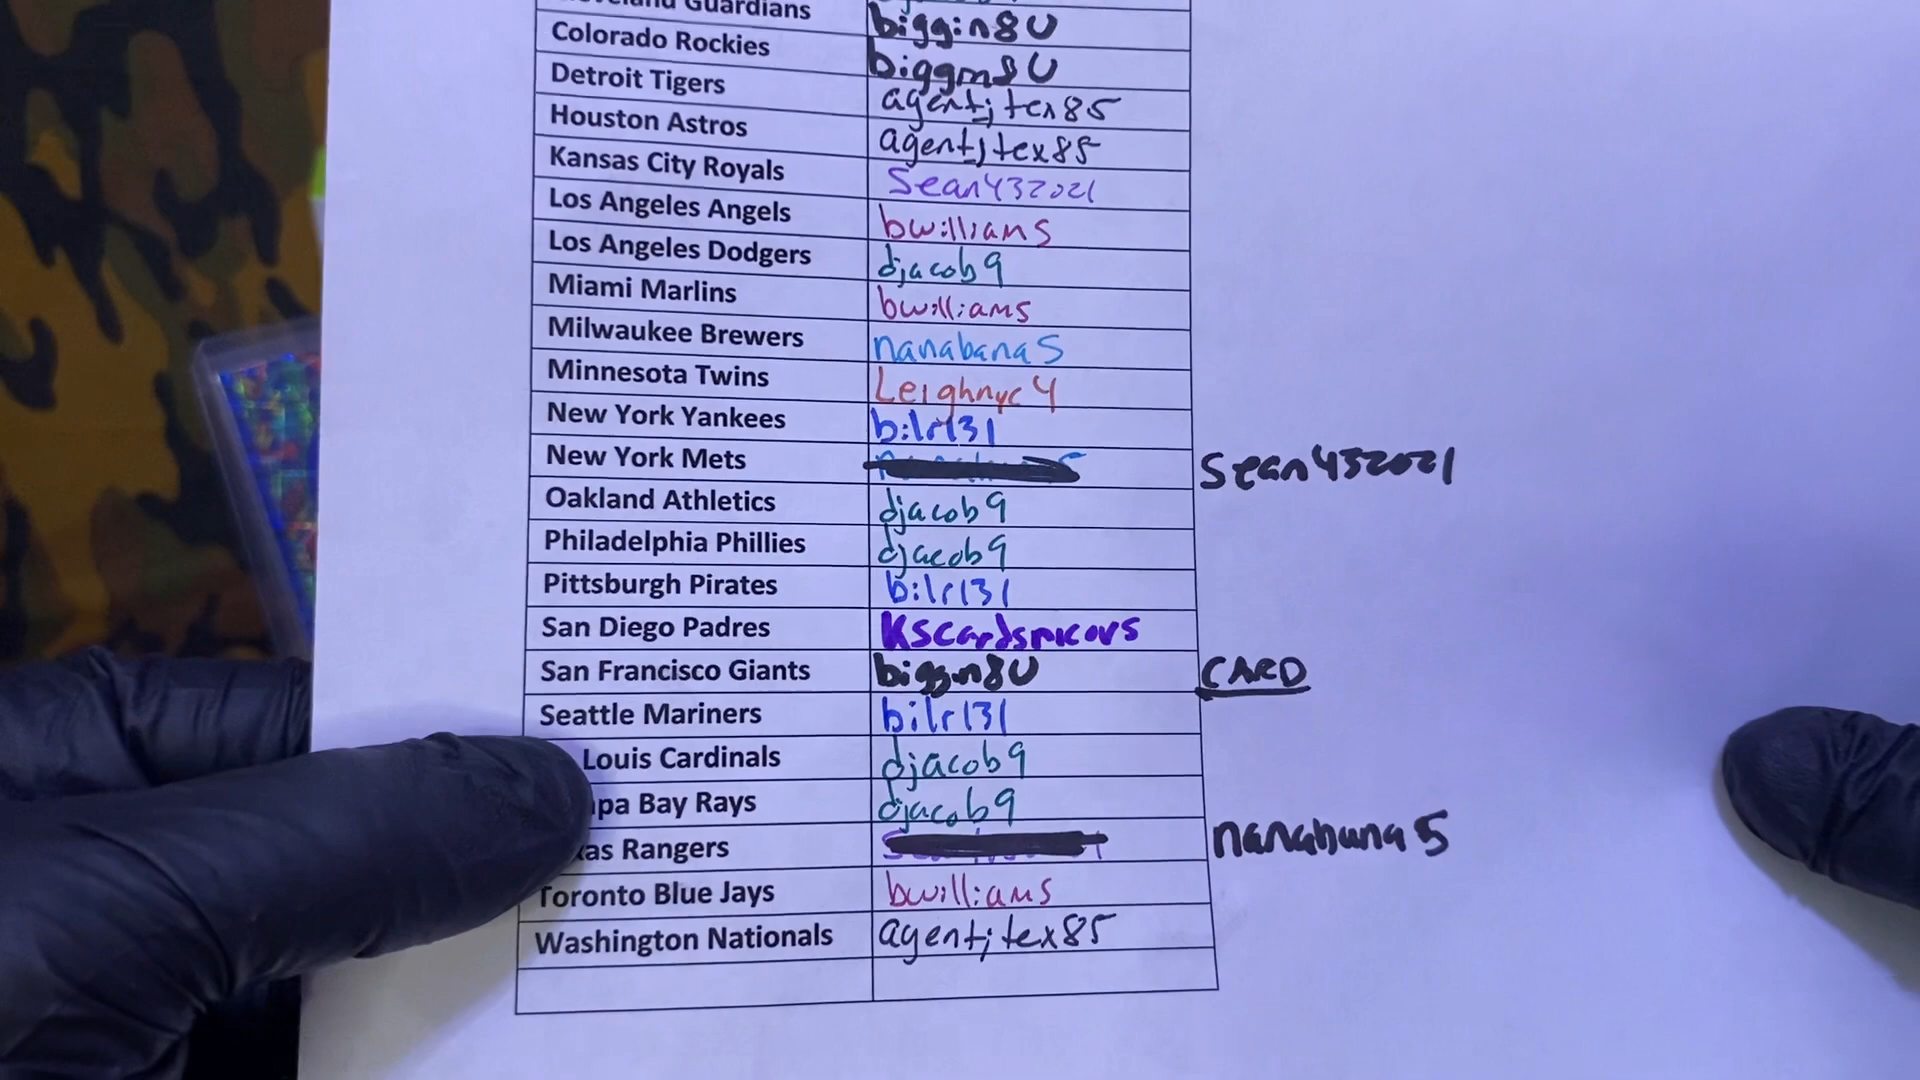 Guardians biggin8U
Colorado Rockies biggin8U
Detroit Tigers agentjtex85
Houston Astros agentjtex85
Kansas City Royals Sean432021
Los Angeles Angels bwilliams
Los Angeles Dodgers djacob9
Miami Marlins bwilliams
Milwaukee Brewers nanabana5
Minnesota Twins Leighnyc4
New York Yankees bilr131
New York Mets Sean432021
Oakland Athletics djacob9
Philadelphia Phillies djacob9
Pittsburgh Pirates bilr131
San Diego Padres
San Francisco Giants biggin8U CARD
Seattle Mariners bilr131
Louis Cardinals djacob9
pa Bay Rays djacob9
as Rangers nanabana5
Toronto Blue Jays bwilliams
Washington Nationals agentjtex85